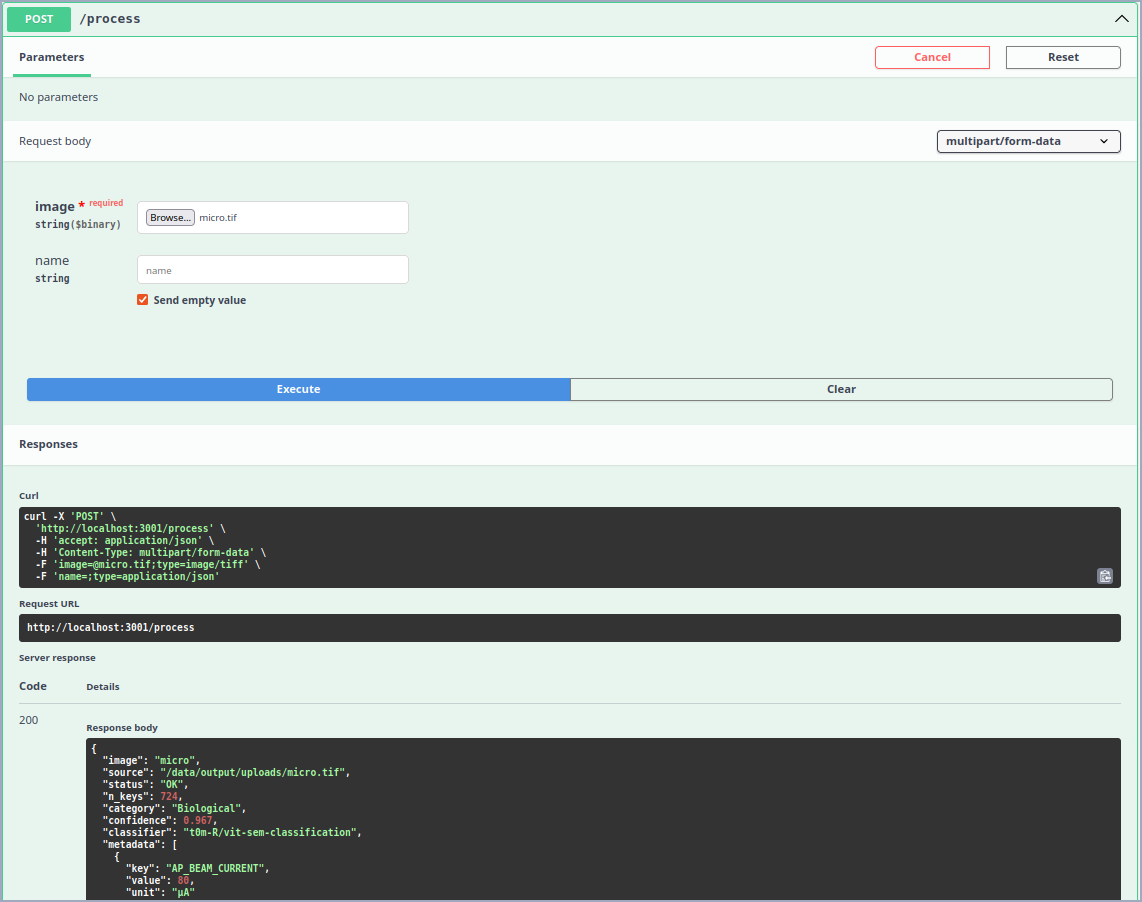 POST /process
Parameters
Cancel
Reset
No parameters
Request body
multipart/form-data
image * required
string($binary)
Browse... micro.tif
name
string
name
Send empty value
Execute
Clear
Responses
Curl
curl -X 'POST' \
  'http://localhost:3001/process' \
  -H 'accept: application/json' \
  -H 'Content-Type: multipart/form-data' \
  -F 'image=@micro.tif;type=image/tiff' \
  -F 'name=;type=application/json'
Request URL
http://localhost:3001/process
Server response
Code Details
200
Response body
{
  "image": "micro",
  "source": "/data/output/uploads/micro.tif",
  "status": "OK",
  "n_keys": 724,
  "category": "Biological",
  "confidence": 0.967,
  "classifier": "t0m-R/vit-sem-classification",
  "metadata": [
    {
      "key": "AP_BEAM_CURRENT",
      "value": 80,
      "unit": "µA"